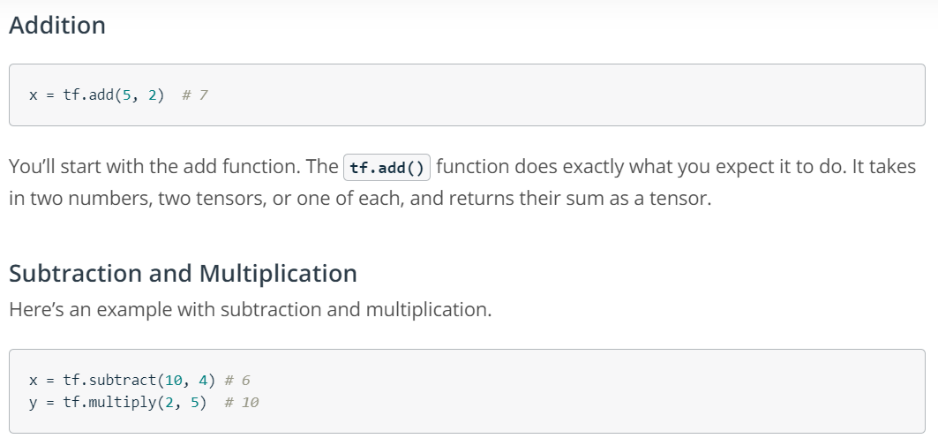 Addition
x = tf.add(5, 2)  # 7
You’ll start with the add function. The tf.add() function does exactly what you expect it to do. It takes
in two numbers, two tensors, or one of each, and returns their sum as a tensor.
Subtraction and Multiplication
Here’s an example with subtraction and multiplication.
x = tf.subtract(10, 4) # 6
y = tf.multiply(2, 5)  # 10